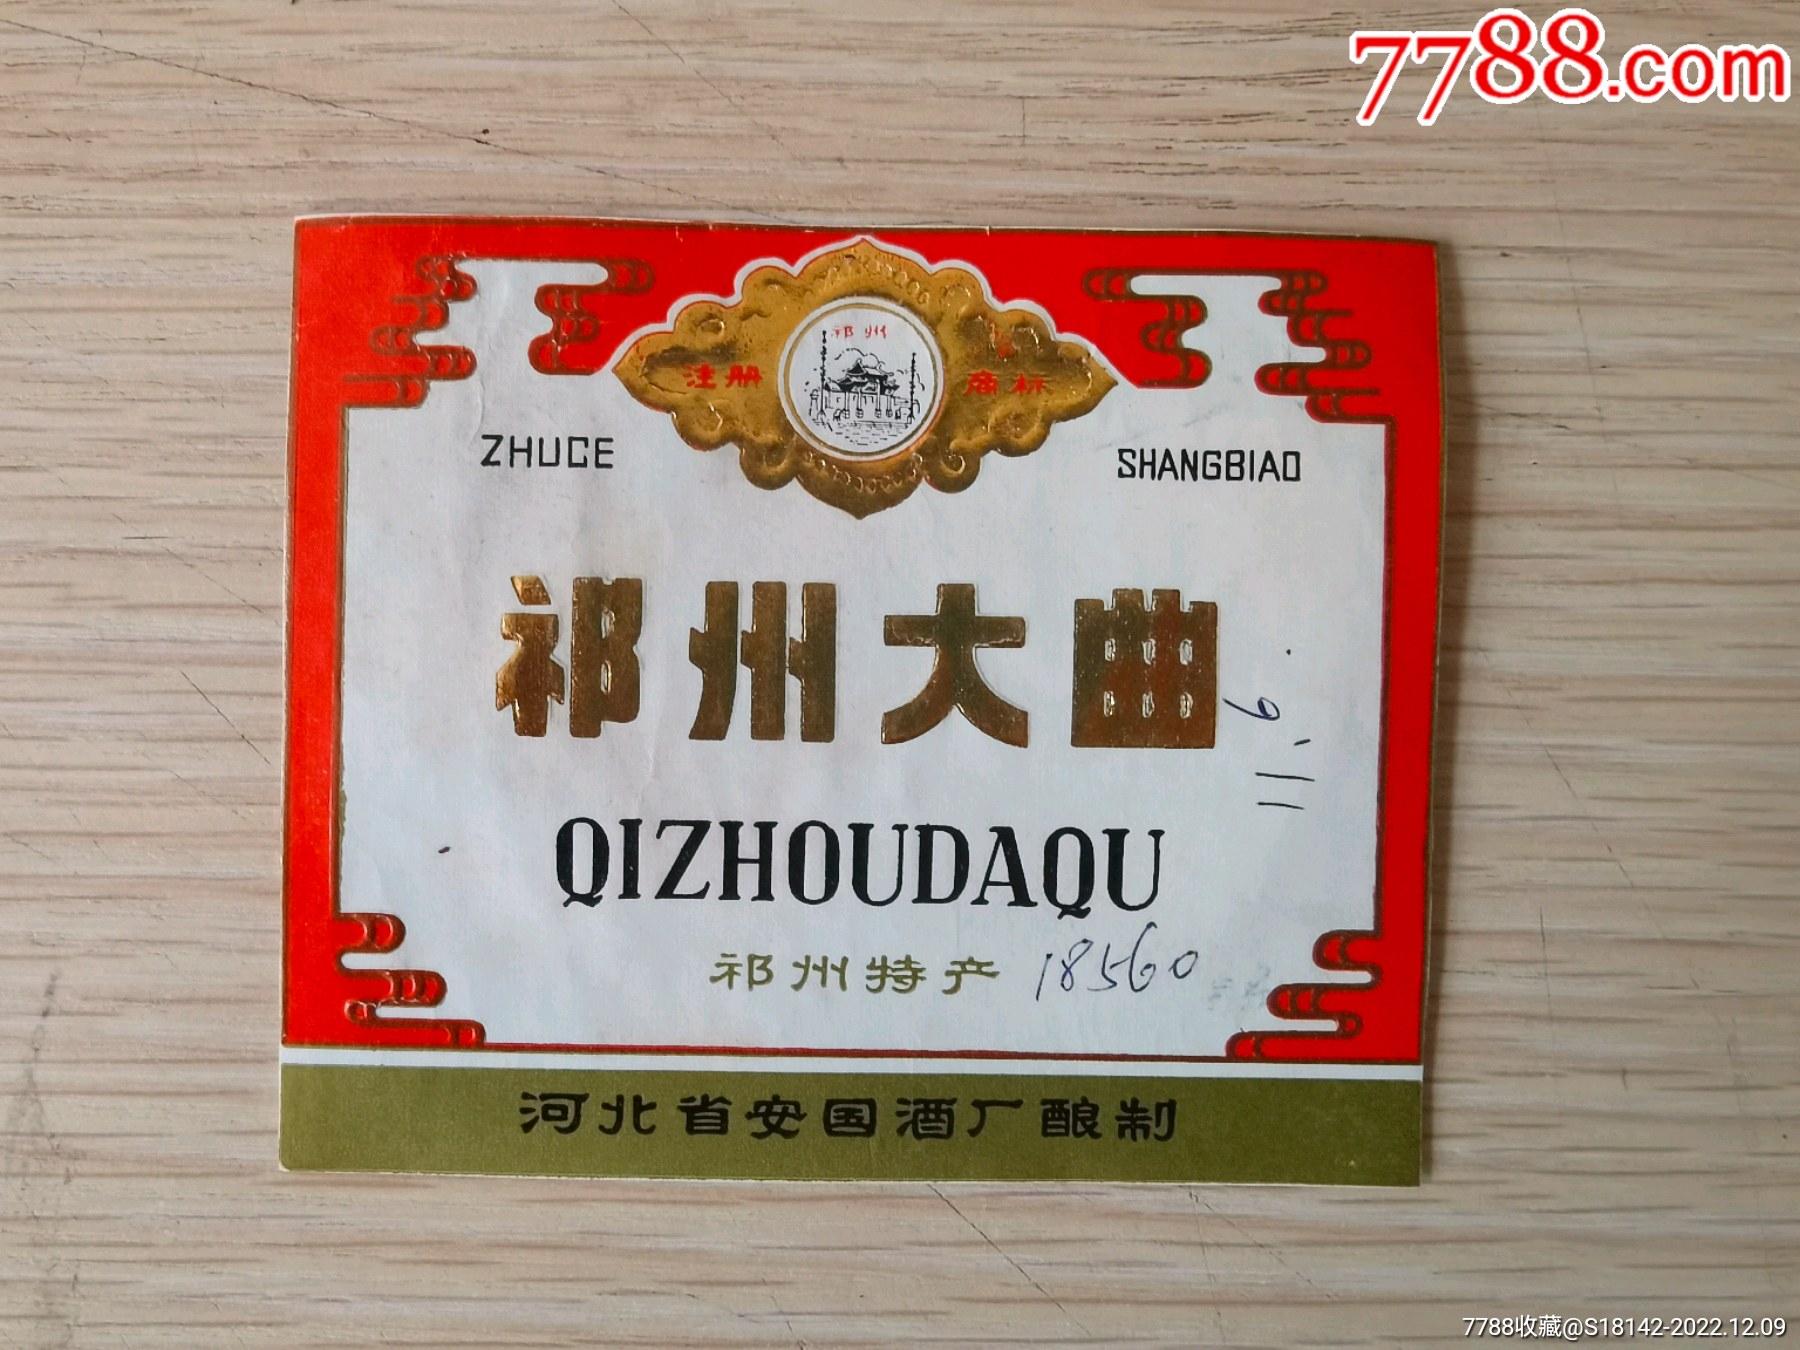 7788.com
祁州
注册 商标
ZHUCE SHANGBIAO
祁州大曲
QIZHOUDAQU
祁州特产 18560
河北省安国酒厂酿制
7788收藏@S18142-2022.12.09